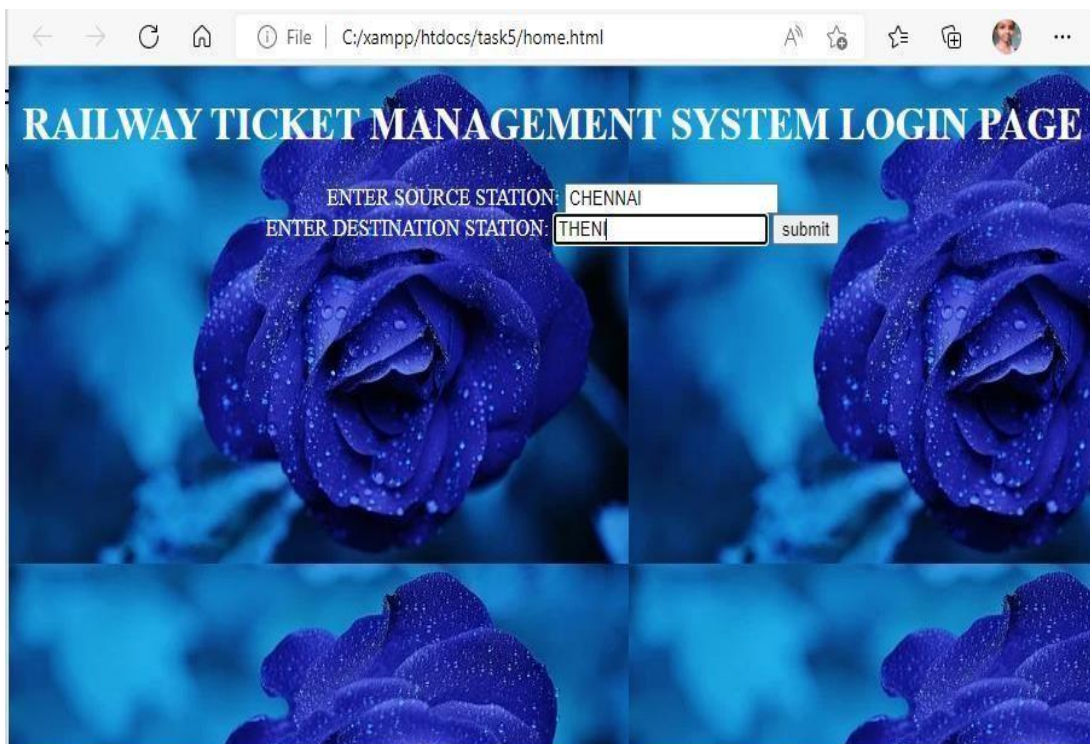 File | C:/xampp/htdocs/task5/home.html
RAILWAY TICKET MANAGEMENT SYSTEM LOGIN PAGE
ENTER SOURCE STATION: CHENNAI
ENTER DESTINATION STATION: THENI submit